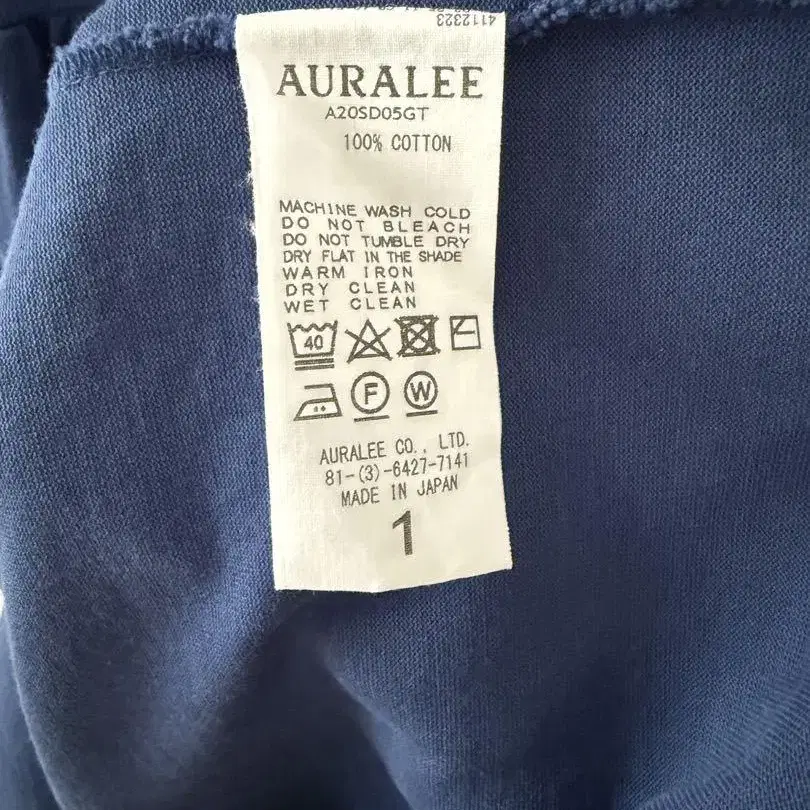 4112323
AURALEE
A20SD05GT
100% COTTON
MACHINE WASH COLD
DO NOT BLEACH
DO NOT TUMBLE DRY
DRY FLAT IN THE SHADE
WARM IRON
DRY CLEAN
WET CLEAN
40
F W
AURALEE CO., LTD.
81-(3)-6427-7141
MADE IN JAPAN
1